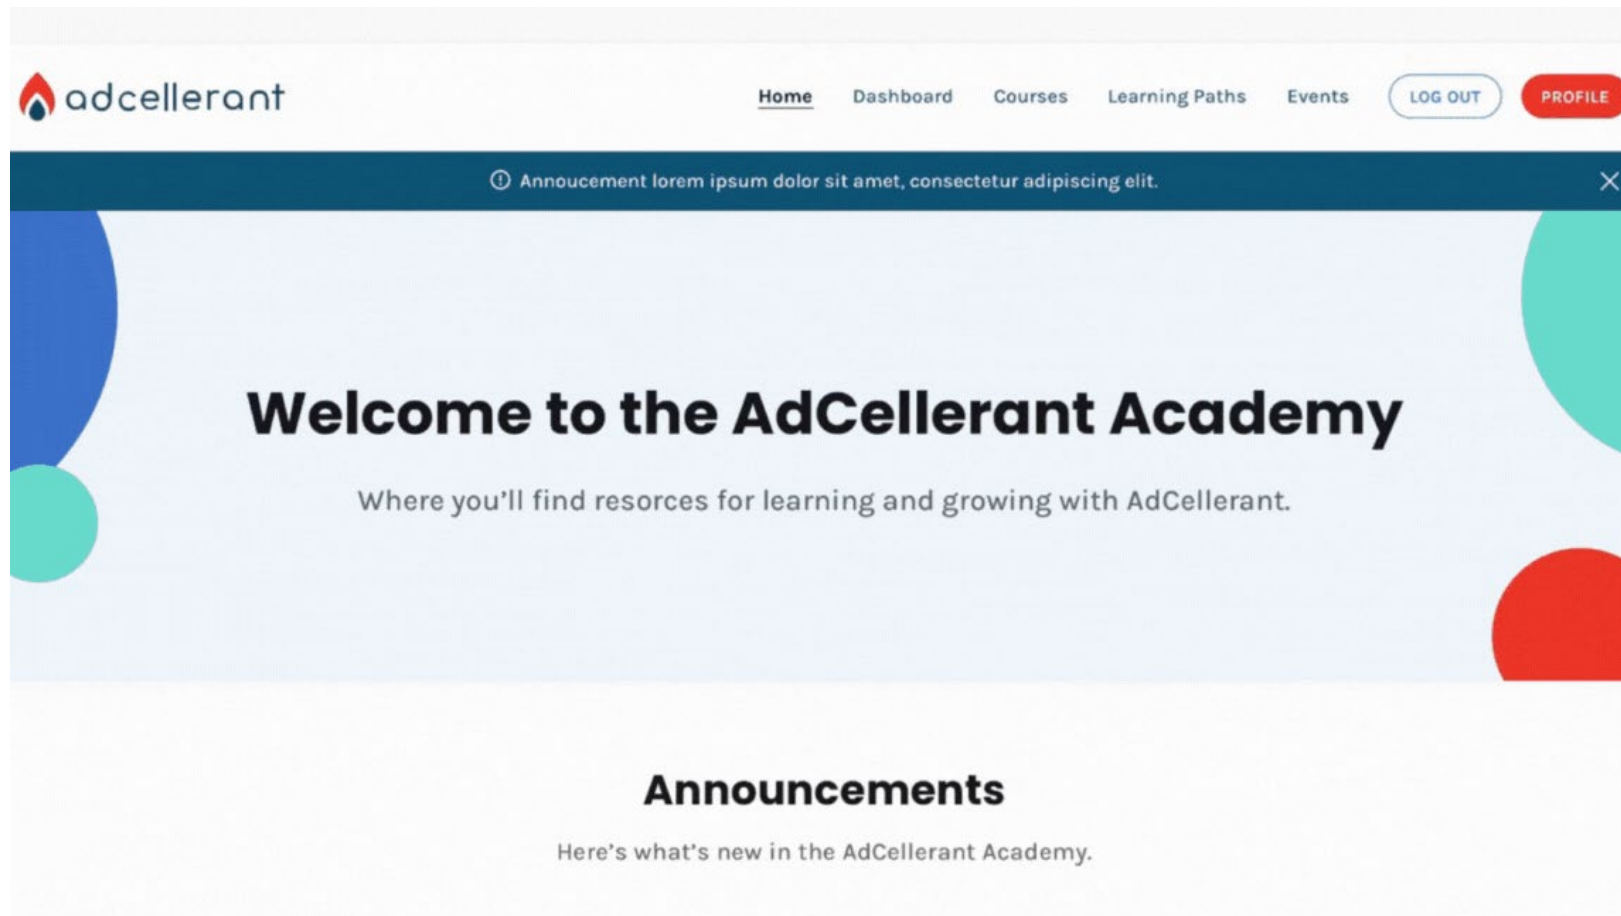 adcellerant
Home Dashboard Courses Learning Paths Events LOG OUT PROFILE
Annoucement lorem ipsum dolor sit amet, consectetur adipiscing elit.
Welcome to the AdCellerant Academy
Where you’ll find resorces for learning and growing with AdCellerant.
Announcements
Here’s what’s new in the AdCellerant Academy.